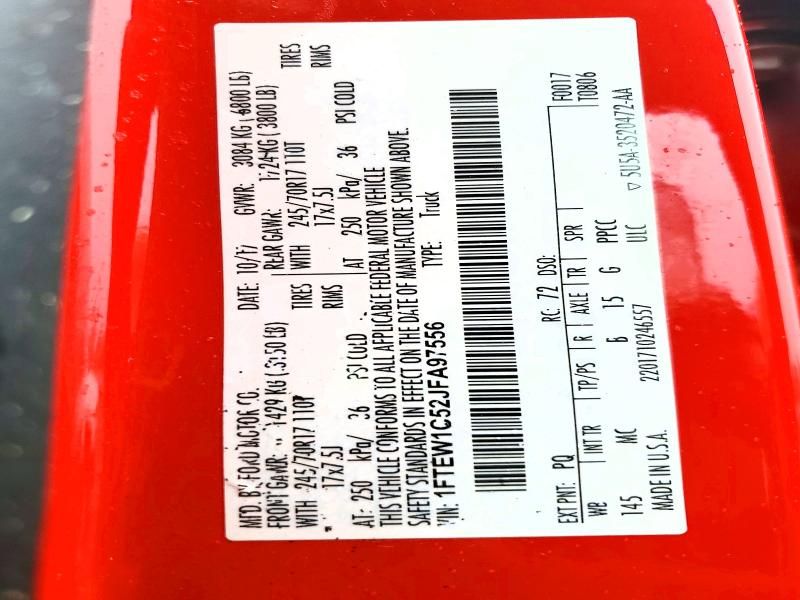 MFD. BY FORD MOTOR CO. DATE: 10/17 GVWR: 3084 KG ( 6800 LB)
FRONT GAWR: 1429 KG ( 3150 LB) REAR GAWR: 1724 KG ( 3800 LB)
WITH 245/70R17 110T TIRES WITH 245/70R17 110T TIRES
17x7.5J RIMS 17x7.5J RIMS
AT: 250 kPa/ 36 PSI COLD AT 250 kPa/ 36 PSI COLD
THIS VEHICLE CONFORMS TO ALL APPLICABLE FEDERAL MOTOR VEHICLE
SAFETY STANDARDS IN EFFECT ON THE DATE OF MANUFACTURE SHOWN ABOVE.
VIN: 1FTEW1C52JFA97556 TYPE: Truck
F0017
EXT PNT: PQ RC: 72 DSO: T0806
WB INT TR TP/PS R AXLE TR SPR
145 MC B 15 G PPCC
MADE IN U.S.A. 2201710246557 ULC
▽ 5U5A-3520472-AA